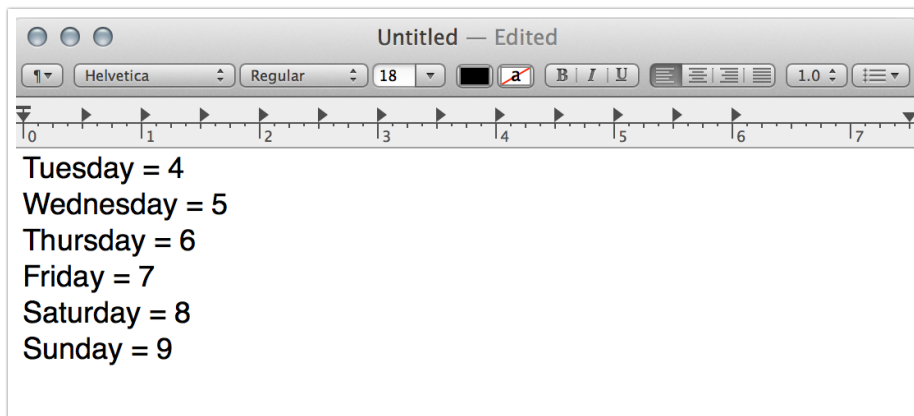 Untitled — Edited
¶ Helvetica Regular 18 a B I U 1.0
0 1 2 3 4 5 6 7
Tuesday = 4
Wednesday = 5
Thursday = 6
Friday = 7
Saturday = 8
Sunday = 9